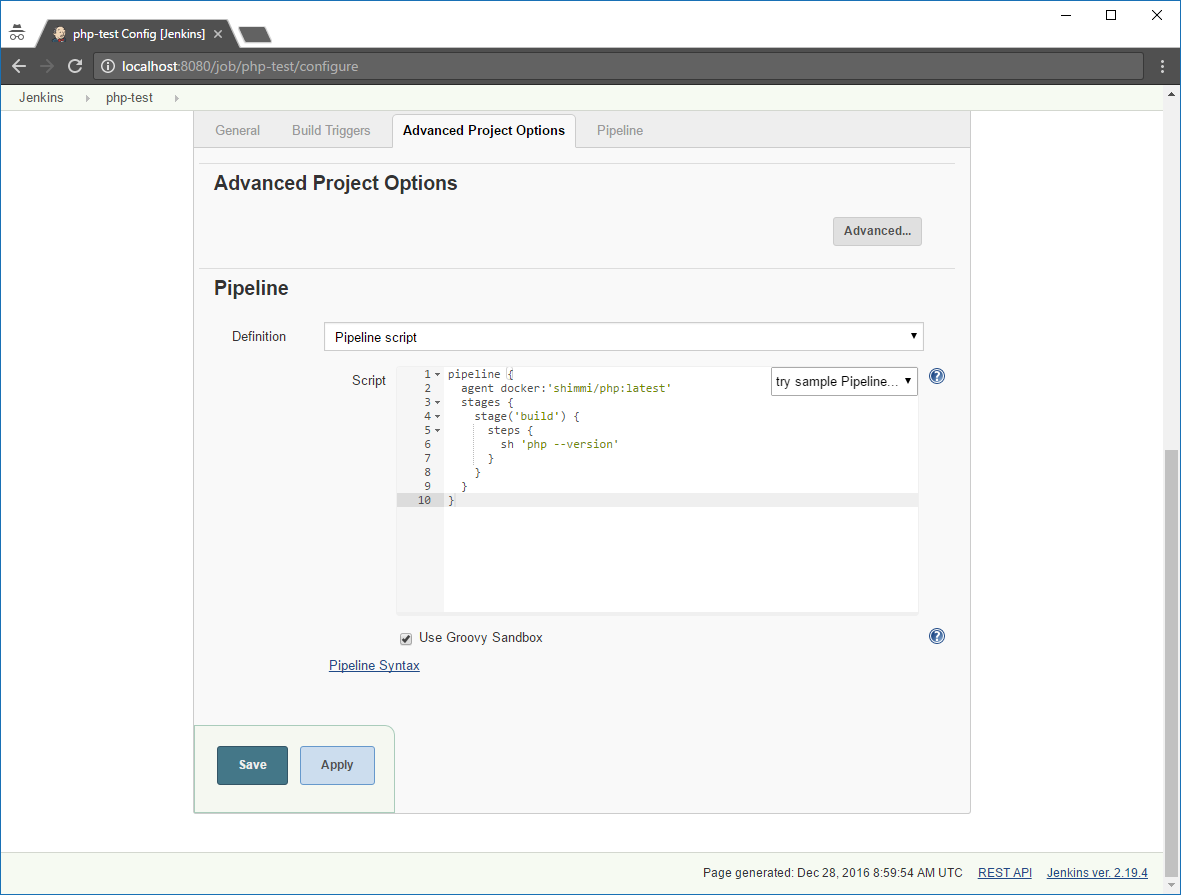 php-test Config [Jenkins]
localhost:8080/job/php-test/configure
Jenkins php-test
General Build Triggers Advanced Project Options Pipeline
Advanced Project Options
Advanced...
Pipeline
Definition Pipeline script
Script
try sample Pipeline...
1 pipeline {
2 agent docker:'shimmi/php:latest'
3 stages {
4 stage('build') {
5 steps {
6 sh 'php --version'
7 }
8 }
9 }
10 }
Use Groovy Sandbox
Pipeline Syntax
Save Apply
Page generated: Dec 28, 2016 8:59:54 AM UTC REST API Jenkins ver. 2.19.4